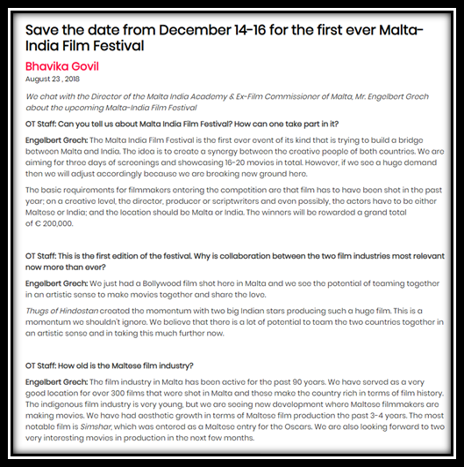 Save the date from December 14-16 for the first ever Malta-
India Film Festival
Bhavika Govil
August 23 , 2018
We chat with the Director of the Malta India Academy & Ex-Film Commissioner of Malta, Mr. Engelbert Grech
about the upcoming Malta-India Film Festival
OT Staff: Can you tell us about Malta India Film Festival? How can one take part in it?
Engelbert Grech: The Malta India Film Festival is the first ever event of its kind that is trying to build a bridge
between Malta and India. The idea is to create a synergy between the creative people of both countries. We are
aiming for three days of screenings and showcasing 16-20 movies in total. However, if we see a huge demand
then we will adjust accordingly because we are breaking new ground here.
The basic requirements for filmmakers entering the competition are that film has to have been shot in the past
year; on a creative level, the director, producer or scriptwriters and even possibly, the actors have to be either
Maltese or India; and the location should be Malta or India. The winners will be rewarded a grand total
of € 200,000.
OT Staff: This is the first edition of the festival. Why is collaboration between the two film industries most relevant
now more than ever?
Engelbert Grech: We just had a Bollywood film shot here in Malta and we see the potential of teaming together
in an artistic sense to make movies together and share the love.
Thugs of Hindostan created the momentum with two big Indian stars producing such a huge film. This is a
momentum we shouldn't ignore. We believe that there is a lot of potential to team the two countries together in
an artistic sense and in taking this much further now.
OT Staff: How old is the Maltese film industry?
Engelbert Grech: The film industry in Malta has been active for the past 90 years. We have served as a very
good location for over 300 films that were shot in Malta and these make the country rich in terms of film history.
The indigenous film industry is very young, but we are seeing new development where Maltese filmmakers are
making movies. We have had aesthetic growth in terms of Maltese film production the past 3-4 years. The most
notable film is Simshar, which was entered as a Maltese entry for the Oscars. We are also looking forward to two
very interesting movies in production in the next few months.